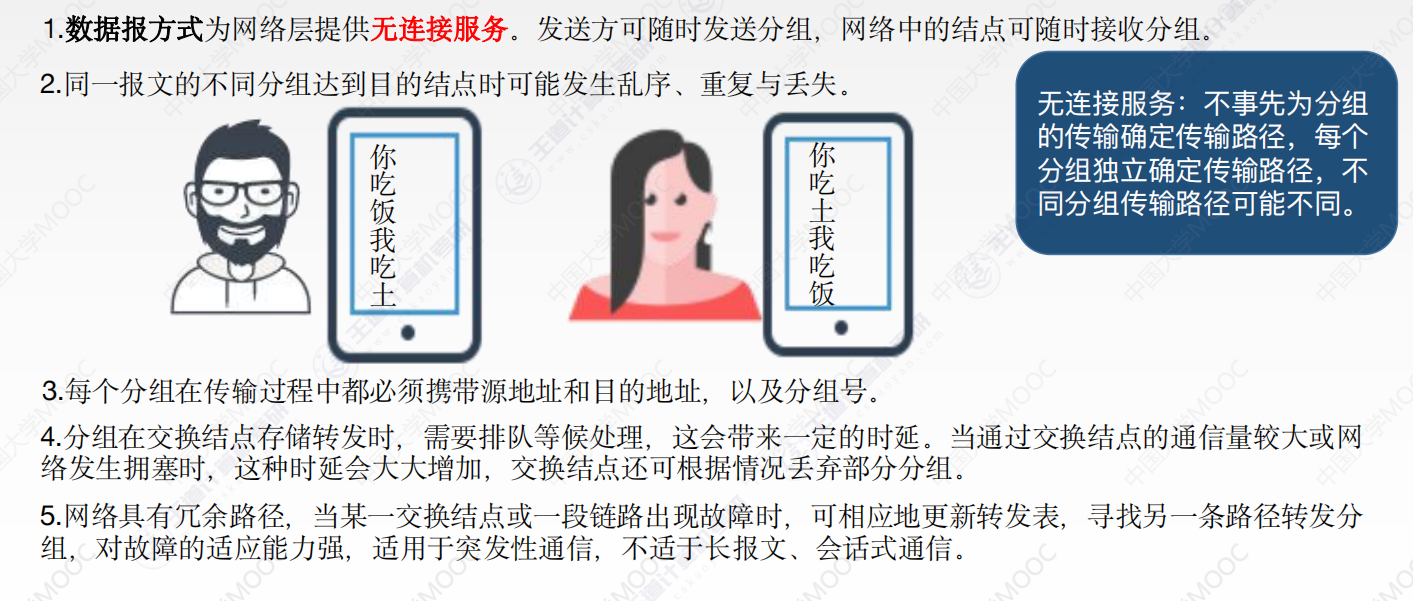 1.数据报方式为网络层提供无连接服务。发送方可随时发送分组，网络中的结点可随时接收分组。
2.同一报文的不同分组达到目的结点时可能发生乱序、重复与丢失。
无连接服务：不事先为分组
的传输确定传输路径，每个
分组独立确定传输路径，不
同分组传输路径可能不同。
你吃饭我吃土
你吃土我吃饭
3.每个分组在传输过程中都必须携带源地址和目的地址，以及分组号。
4.分组在交换结点存储转发时，需要排队等候处理，这会带来一定的时延。当通过交换结点的通信量较大或网
络发生拥塞时，这种时延会大大增加，交换结点还可根据情况丢弃部分分组。
5.网络具有冗余路径，当某一交换结点或一段链路出现故障时，可相应地更新转发表，寻找另一条路径转发分
组，对故障的适应能力强，适用于突发性通信，不适于长报文、会话式通信。